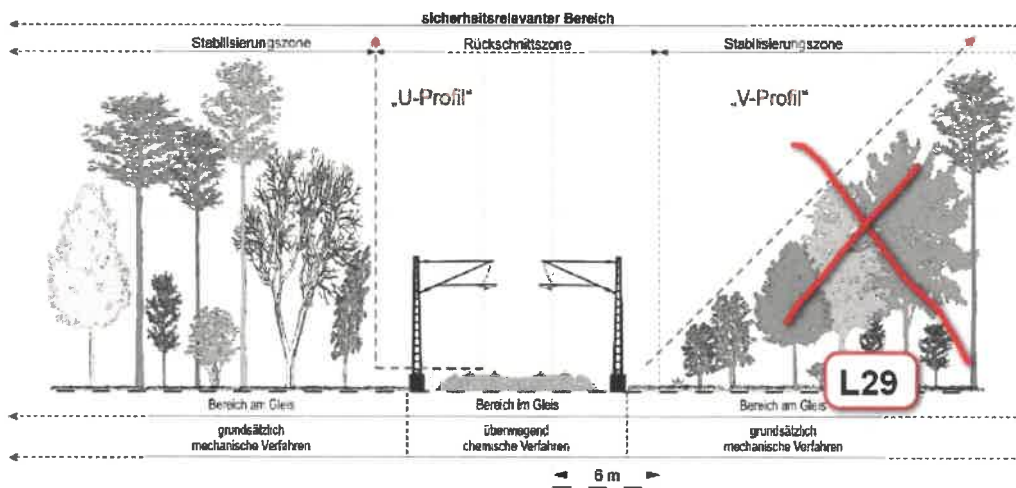 sicherheitsrelevanter Bereich
Stabilisierungszone
Rückschnittszone
Stabilisierungszone
„U-Profil“
„V-Profil“
L29
Bereich am Gleis
Bereich im Gleis
Bereich am Gleis
grundsätzlich
mechanische Verfahren
überwiegend
chemische Verfahren
grundsätzlich
mechanische Verfahren
6 m